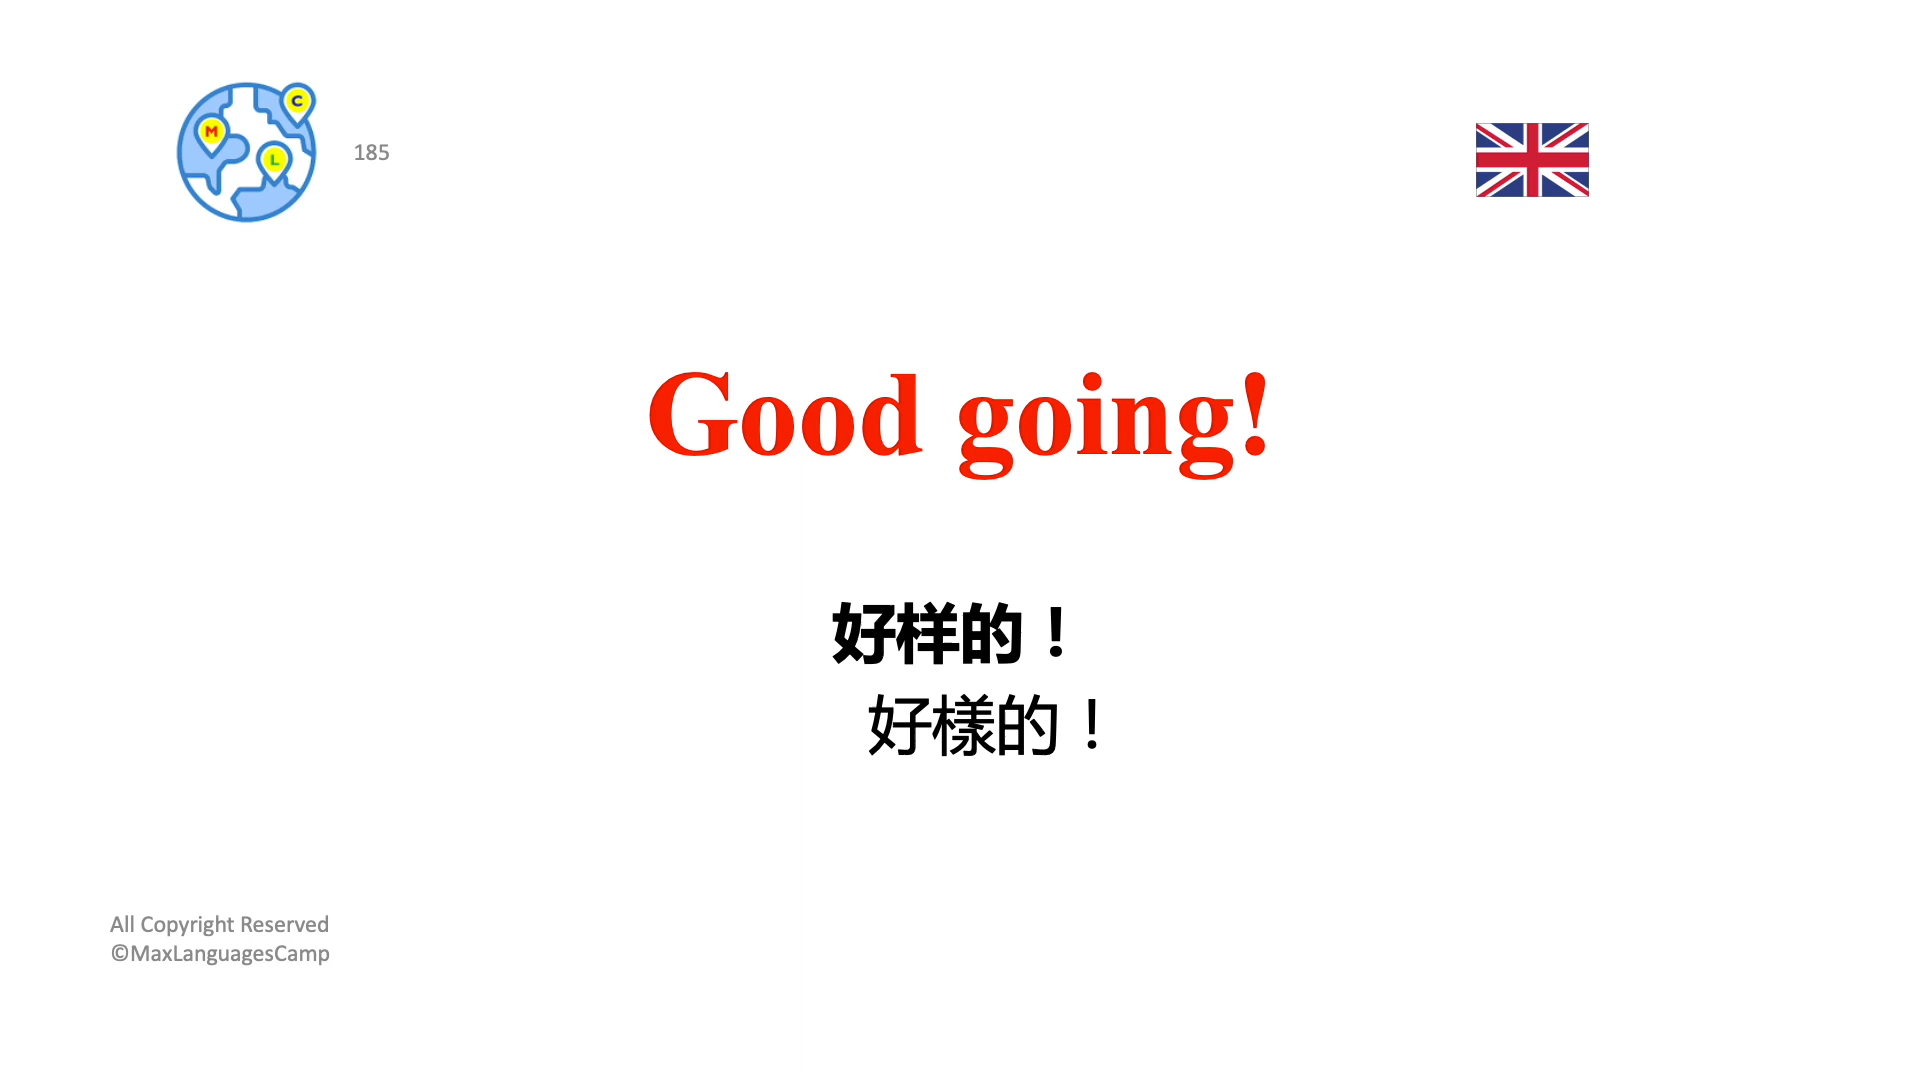 C
M
L
185
Good going!
好样的！
好樣的！
All Copyright Reserved
©MaxLanguagesCamp